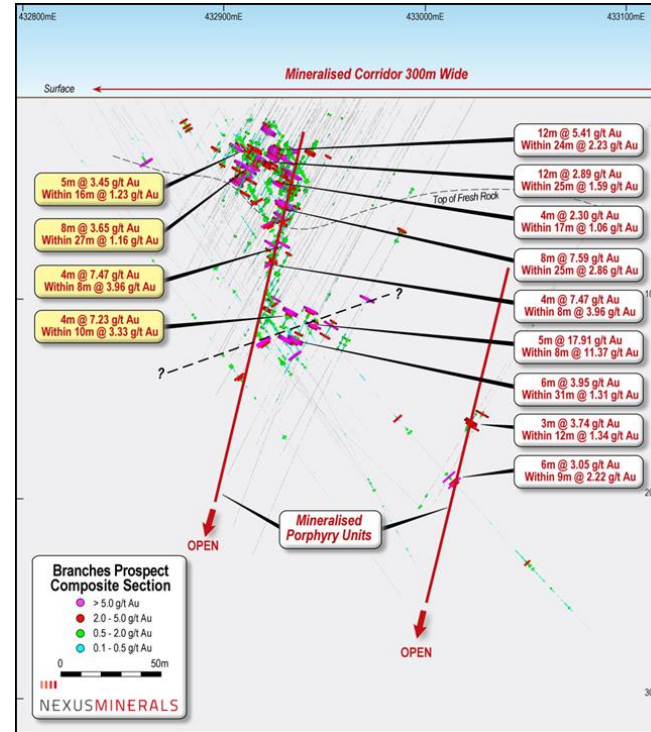 432800mE
432900mE
433000mE
433100mE
Mineralised Corridor 300m Wide
Surface
12m @ 5.41 g/t Au
Within 24m @ 2.23 g/t Au
12m @ 2.89 g/t Au
Within 25m @ 1.59 g/t Au
5m @ 3.45 g/t Au
Within 16m @ 1.23 g/t Au
Top of Fresh Rock
4m @ 2.30 g/t Au
Within 17m @ 1.06 g/t Au
8m @ 3.65 g/t Au
Within 27m @ 1.16 g/t Au
8m @ 7.59 g/t Au
Within 25m @ 2.86 g/t Au
4m @ 7.47 g/t Au
Within 8m @ 3.96 g/t Au
4m @ 7.47 g/t Au
Within 8m @ 3.96 g/t Au
?
10
4m @ 7.23 g/t Au
Within 10m @ 3.33 g/t Au
5m @ 17.91 g/t Au
Within 8m @ 11.37 g/t Au
?
6m @ 3.95 g/t Au
Within 31m @ 1.31 g/t Au
3m @ 3.74 g/t Au
Within 12m @ 1.34 g/t Au
6m @ 3.05 g/t Au
Within 9m @ 2.22 g/t Au
20
Mineralised
Porphyry Units
OPEN
OPEN
Branches Prospect
Composite Section
> 5.0 g/t Au
2.0 - 5.0 g/t Au
0.5 - 2.0 g/t Au
0.1 - 0.5 g/t Au
0 50m
NEXUSMINERALS
30